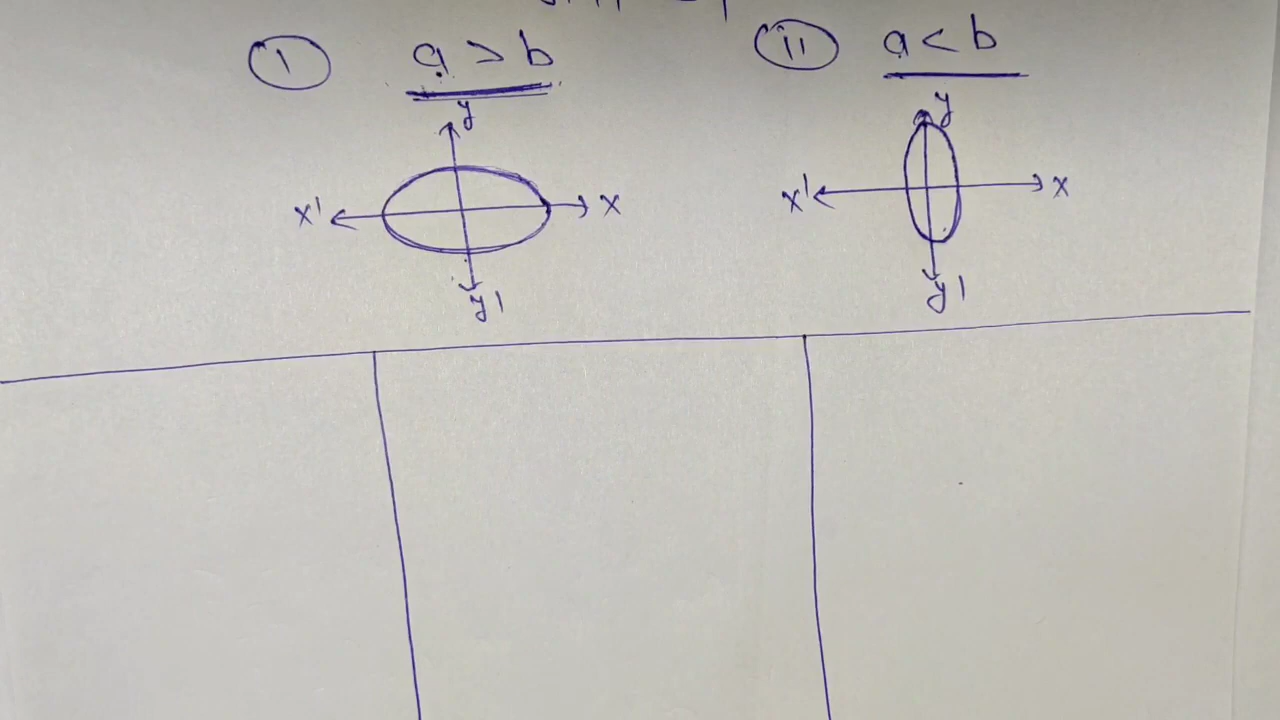 (i) a > b (ii) a < b
y y
x' x x' x
y' y'